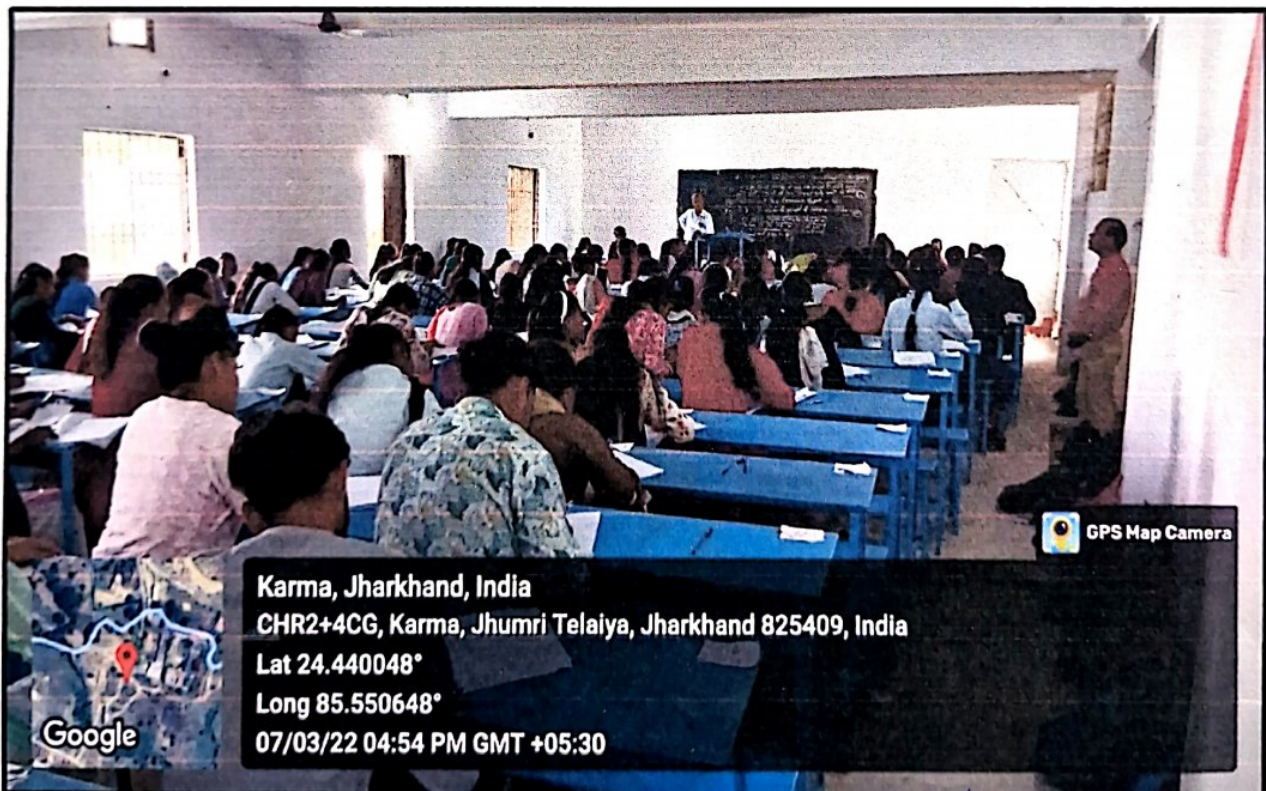 GPS Map Camera
Karma, Jharkhand, India
CHR2+4CG, Karma, Jhumri Telaiya, Jharkhand 825409, India
Lat 24.440048°
Long 85.550648°
07/03/22 04:54 PM GMT +05:30
Google